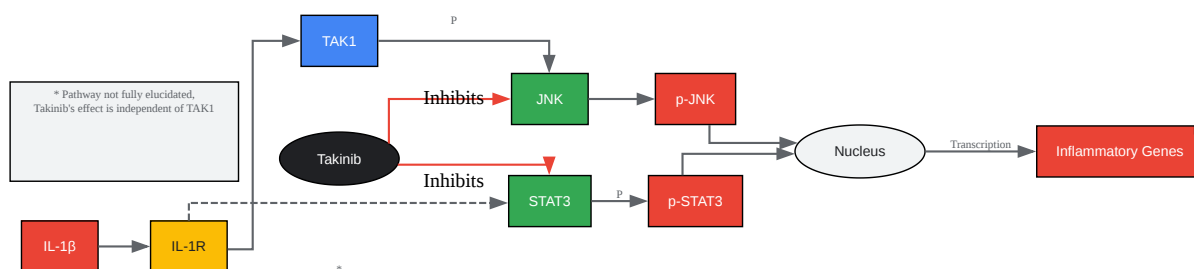 P
TAK1
* Pathway not fully elucidated,
Takinib's effect is independent of TAK1
Inhibits
JNK
p-JNK
Takinib
Nucleus
Transcription
Inflammatory Genes
Inhibits
STAT3
P
p-STAT3
IL-1β
IL-1R
*